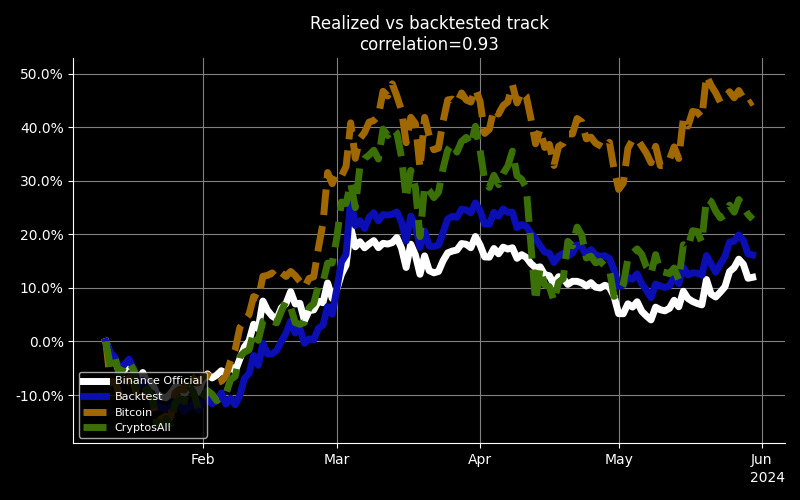 Realized vs backtested track
correlation=0.93
50.0%
40.0%
30.0%
20.0%
10.0%
0.0%
-10.0%
Binance Official
Backtest
Bitcoin
CryptosAll
Feb
Mar
Apr
May
Jun
2024